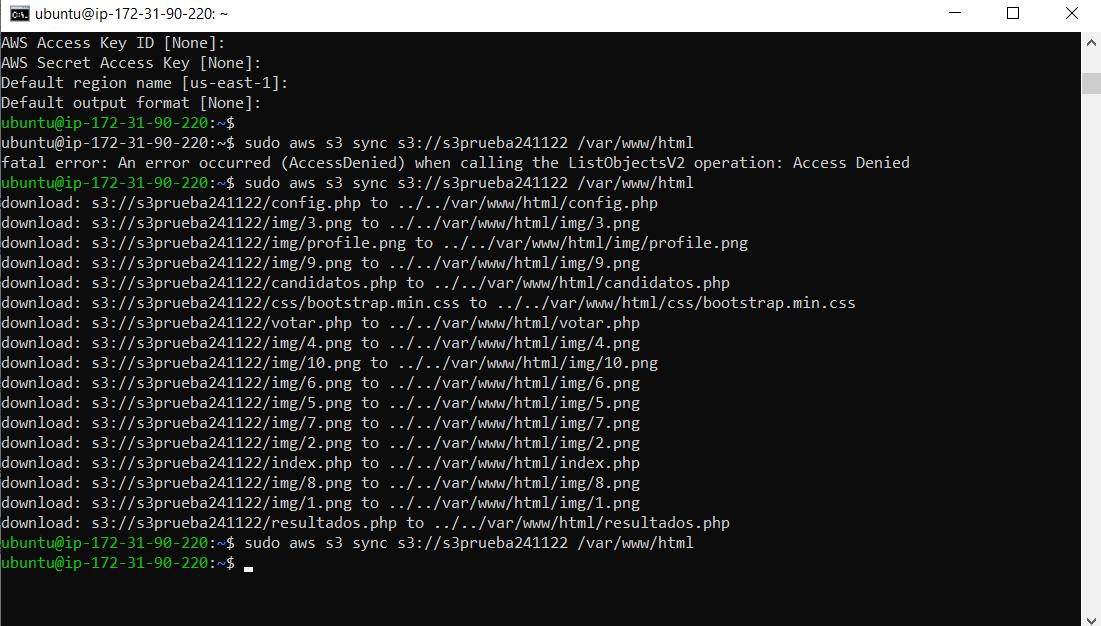 ubuntu@ip-172-31-90-220: ~
AWS Access Key ID [None]:
AWS Secret Access Key [None]:
Default region name [us-east-1]:
Default output format [None]:
ubuntu@ip-172-31-90-220:~$
ubuntu@ip-172-31-90-220:~$ sudo aws s3 sync s3://s3prueba241122 /var/www/html
fatal error: An error occurred (AccessDenied) when calling the ListObjectsV2 operation: Access Denied
ubuntu@ip-172-31-90-220:~$ sudo aws s3 sync s3://s3prueba241122 /var/www/html
download: s3://s3prueba241122/config.php to ../../var/www/html/config.php
download: s3://s3prueba241122/img/3.png to ../../var/www/html/img/3.png
download: s3://s3prueba241122/img/profile.png to ../../var/www/html/img/profile.png
download: s3://s3prueba241122/img/9.png to ../../var/www/html/img/9.png
download: s3://s3prueba241122/candidatos.php to ../../var/www/html/candidatos.php
download: s3://s3prueba241122/css/bootstrap.min.css to ../../var/www/html/css/bootstrap.min.css
download: s3://s3prueba241122/votar.php to ../../var/www/html/votar.php
download: s3://s3prueba241122/img/4.png to ../../var/www/html/img/4.png
download: s3://s3prueba241122/img/10.png to ../../var/www/html/img/10.png
download: s3://s3prueba241122/img/6.png to ../../var/www/html/img/6.png
download: s3://s3prueba241122/img/5.png to ../../var/www/html/img/5.png
download: s3://s3prueba241122/img/7.png to ../../var/www/html/img/7.png
download: s3://s3prueba241122/img/2.png to ../../var/www/html/img/2.png
download: s3://s3prueba241122/index.php to ../../var/www/html/index.php
download: s3://s3prueba241122/img/8.png to ../../var/www/html/img/8.png
download: s3://s3prueba241122/img/1.png to ../../var/www/html/img/1.png
download: s3://s3prueba241122/resultados.php to ../../var/www/html/resultados.php
ubuntu@ip-172-31-90-220:~$ sudo aws s3 sync s3://s3prueba241122 /var/www/html
ubuntu@ip-172-31-90-220:~$